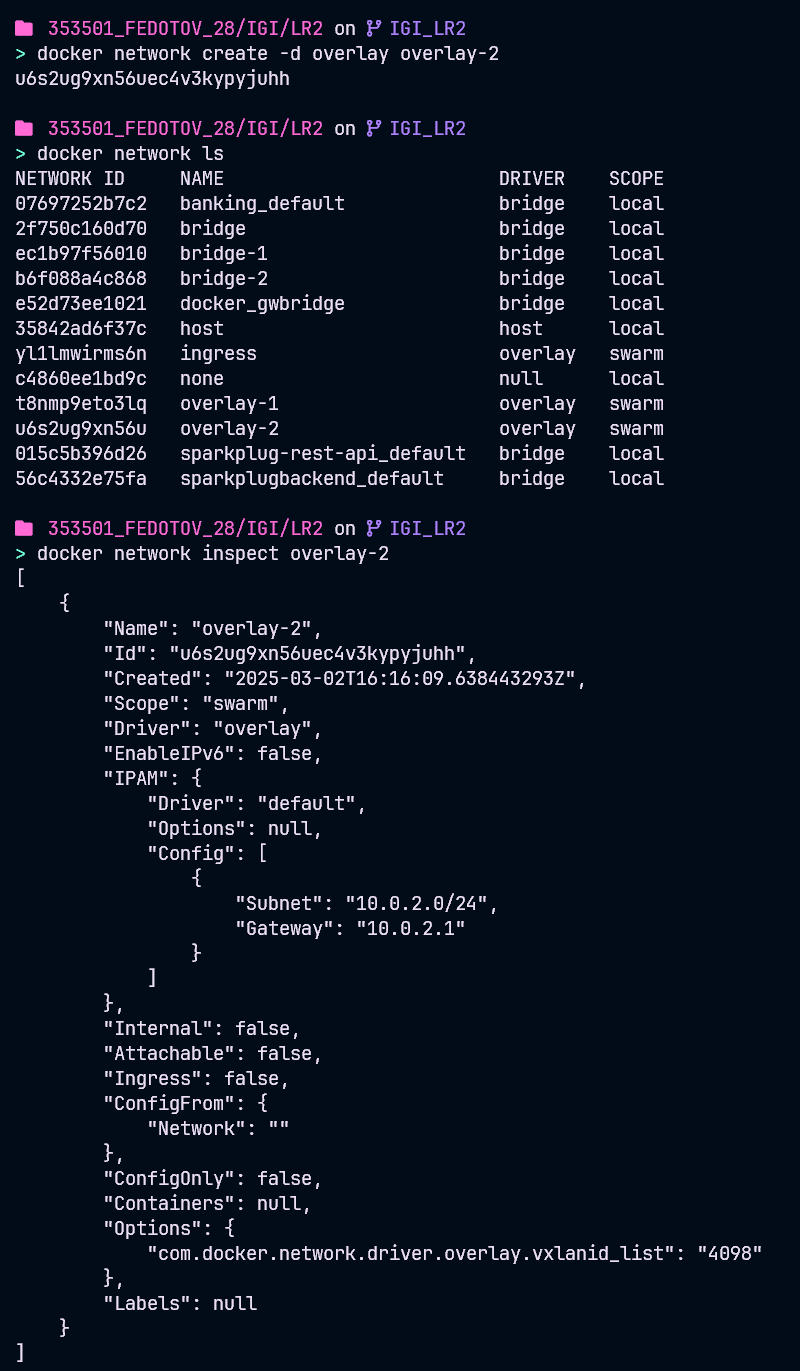 353501_FEDOTOV_28/IGI/LR2 on IGI_LR2
> docker network create -d overlay overlay-2
u6s2ug9xn56uec4v3kypyjuhh
353501_FEDOTOV_28/IGI/LR2 on IGI_LR2
> docker network ls
NETWORK ID     NAME                         DRIVER    SCOPE
07697252b7c2   banking_default              bridge    local
2f750c160d70   bridge                       bridge    local
ec1b97f56010   bridge-1                     bridge    local
b6f088a4c868   bridge-2                     bridge    local
e52d73ee1021   docker_gwbridge              bridge    local
35842ad6f37c   host                         host      local
yl1lmwirms6n   ingress                      overlay   swarm
c4860ee1bd9c   none                         null      local
t8nmp9eto3lq   overlay-1                    overlay   swarm
u6s2ug9xn56u   overlay-2                    overlay   swarm
015c5b396d26   sparkplug-rest-api_default   bridge    local
56c4332e75fa   sparkplugbackend_default     bridge    local
353501_FEDOTOV_28/IGI/LR2 on IGI_LR2
> docker network inspect overlay-2
[
    {
        "Name": "overlay-2",
        "Id": "u6s2ug9xn56uec4v3kypyjuhh",
        "Created": "2025-03-02T16:16:09.638443293Z",
        "Scope": "swarm",
        "Driver": "overlay",
        "EnableIPv6": false,
        "IPAM": {
            "Driver": "default",
            "Options": null,
            "Config": [
                {
                    "Subnet": "10.0.2.0/24",
                    "Gateway": "10.0.2.1"
                }
            ]
        },
        "Internal": false,
        "Attachable": false,
        "Ingress": false,
        "ConfigFrom": {
            "Network": ""
        },
        "ConfigOnly": false,
        "Containers": null,
        "Options": {
            "com.docker.network.driver.overlay.vxlanid_list": "4098"
        },
        "Labels": null
    }
]